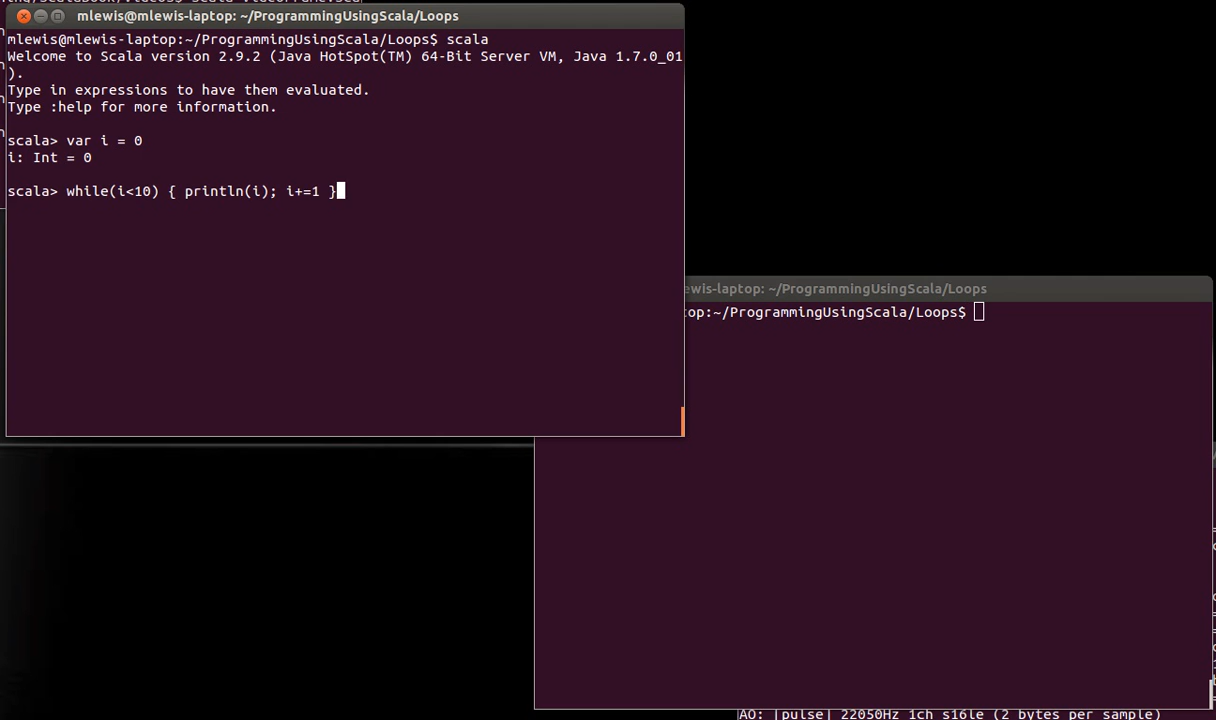 mlewis@mlewis-laptop: ~/ProgrammingUsingScala/Loops
mlewis@mlewis-laptop:~/ProgrammingUsingScala/Loops$ scala
Welcome to Scala version 2.9.2 (Java HotSpot(TM) 64-Bit Server VM, Java 1.7.0_01
).
Type in expressions to have them evaluated.
Type :help for more information.
scala> var i = 0
i: Int = 0
scala> while(i<10) { println(i); i+=1 }
ewis-laptop: ~/ProgrammingUsingScala/Loops
top:~/ProgrammingUsingScala/Loops$
AO: [pulse] 22050Hz 1ch s16le (2 bytes per sample)